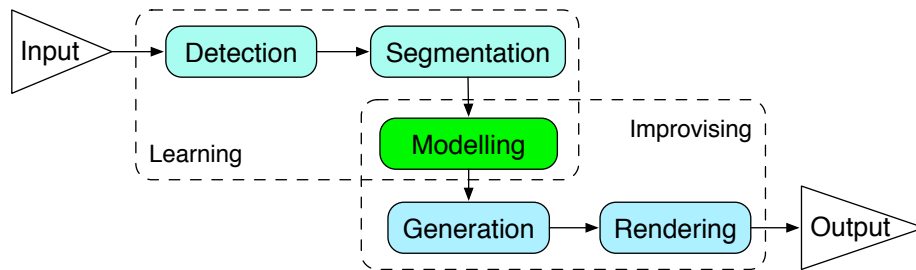 Input
Detection
Segmentation
Learning
Modelling
Improvising
Generation
Rendering
Output